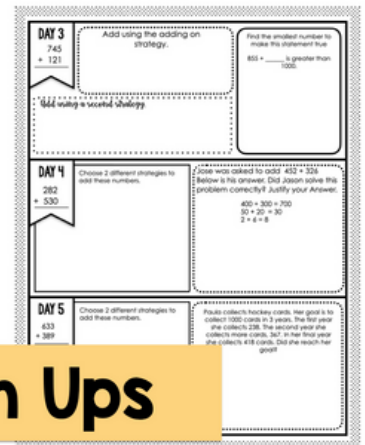 DAY 3
745
+ 121
Add using the adding on
strategy.
Add using a second strategy
Find the smallest number to
make this statement true
855 + _____ is greater than
1000.
DAY 4
282
+ 530
Choose 2 different strategies to
add these numbers.
Jose was asked to add 452 + 326
Below is his answer. Did Jason solve this
problem correctly? Justify your Answer.
400 + 300 = 700
50 + 20 = 30
2 + 6 = 8
DAY 5
633
+ 389
Choose 2 different strategies to
add these numbers.
Paula collects hockey cards. Her goal is to
collect 1000 cards in 3 years. The first year
she collects 238. The second year she
collects more cards, 367. In her final year
she collects 418 cards. Did she reach her
goal?
n Ups